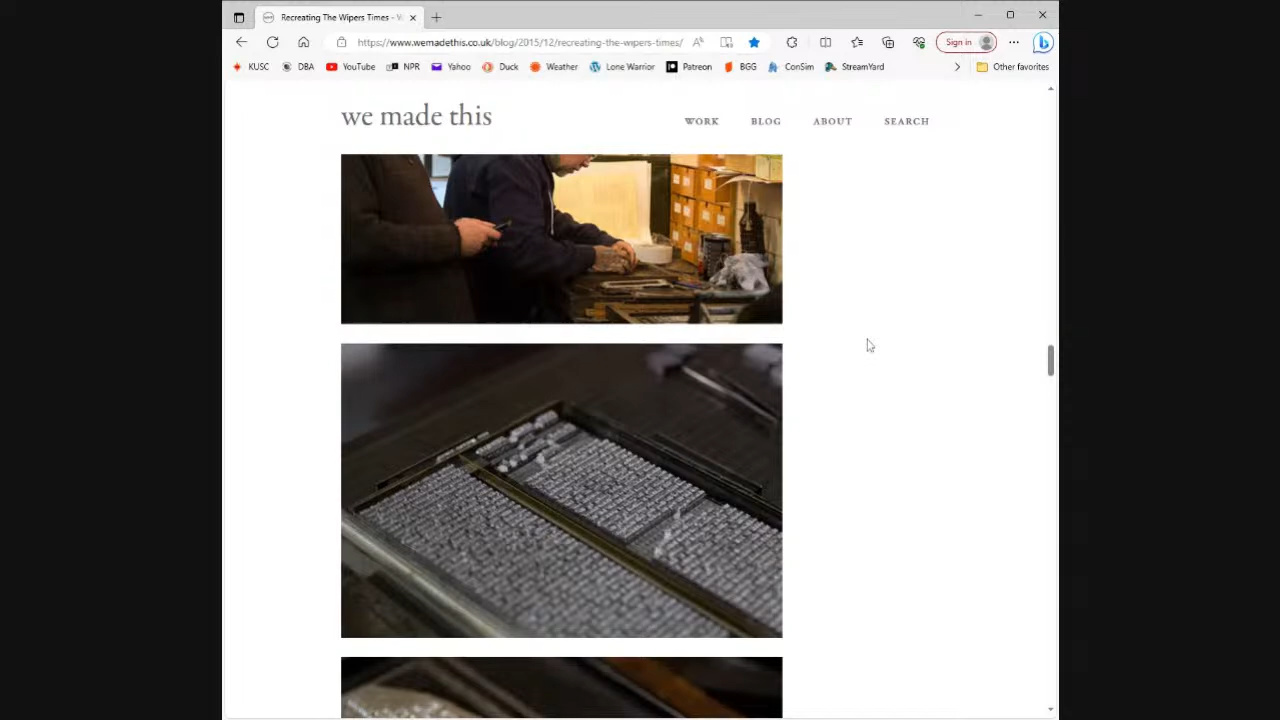 Recreating The Wipers Times - W
https://www.wemadethis.co.uk/blog/2015/12/recreating-the-wipers-times/
Sign in
KUSC DBA YouTube NPR Yahoo Duck Weather Lone Warrior Patreon BGG ConSim StreamYard Other favorites
we made this
WORK BLOG ABOUT SEARCH